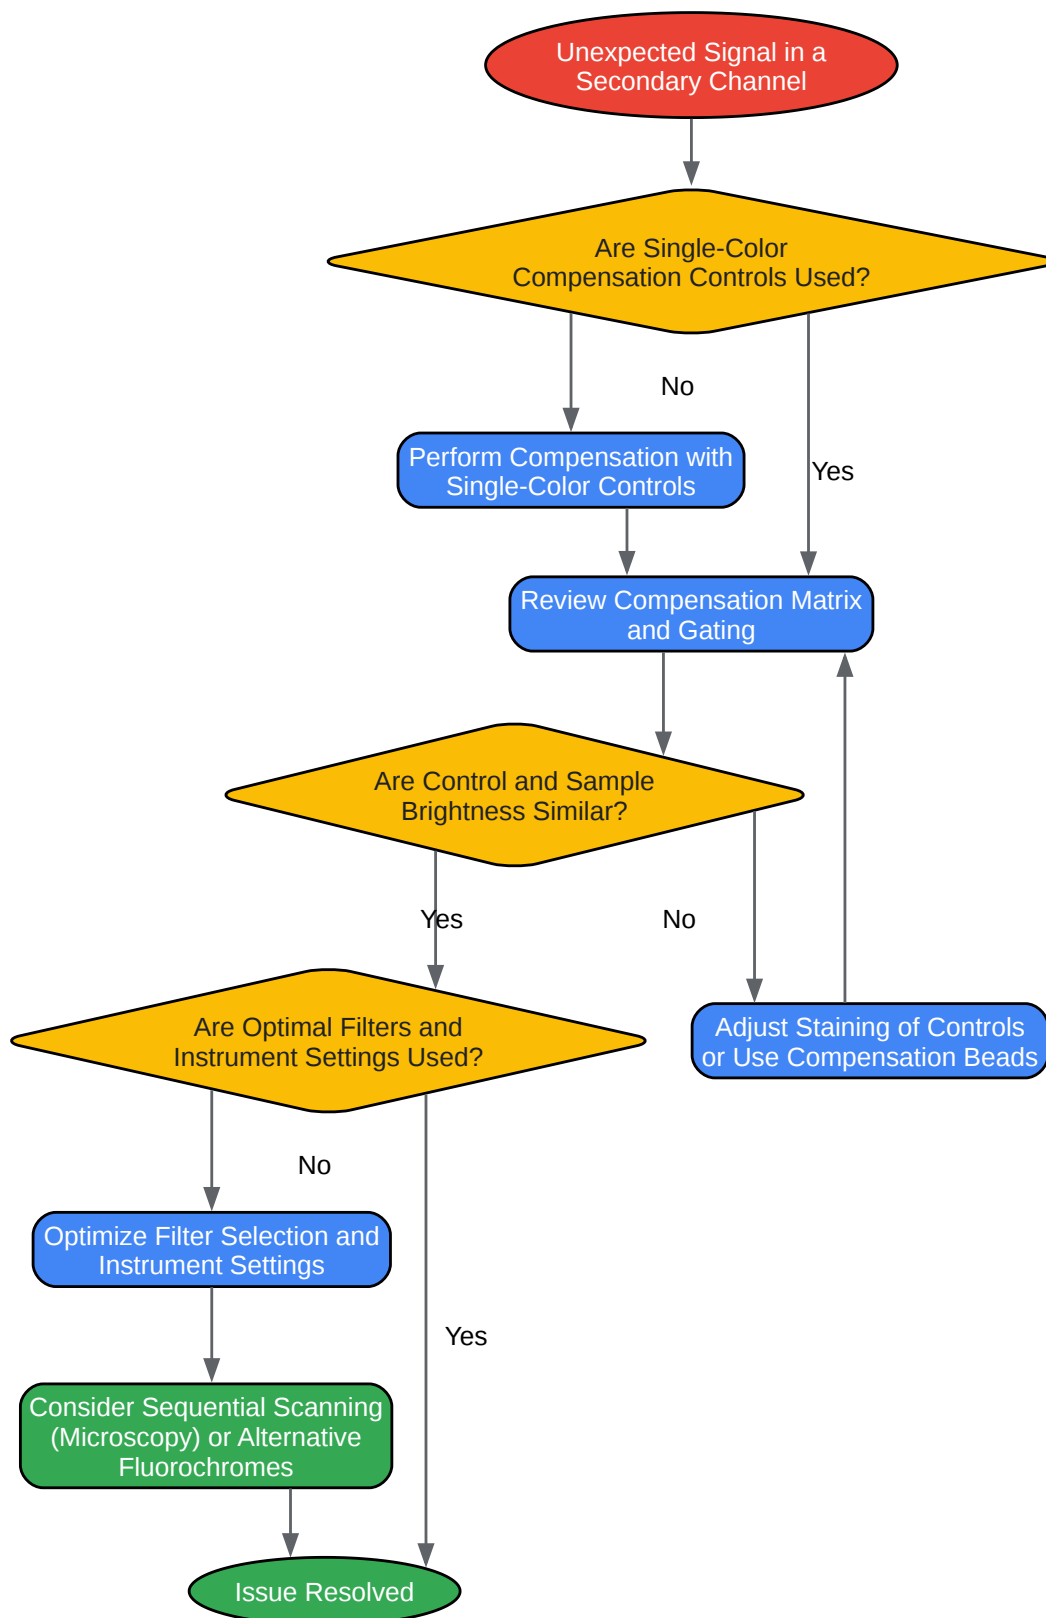 Unexpected Signal in a
Secondary Channel
Are Single-Color
Compensation Controls Used?
No
Perform Compensation with
Single-Color Controls
Yes
Review Compensation Matrix
and Gating
Are Control and Sample
Brightness Similar?
Yes
No
Are Optimal Filters and
Instrument Settings Used?
Adjust Staining of Controls
or Use Compensation Beads
No
Optimize Filter Selection and
Instrument Settings
Yes
Consider Sequential Scanning
(Microscopy) or Alternative
Fluorochromes
Issue Resolved